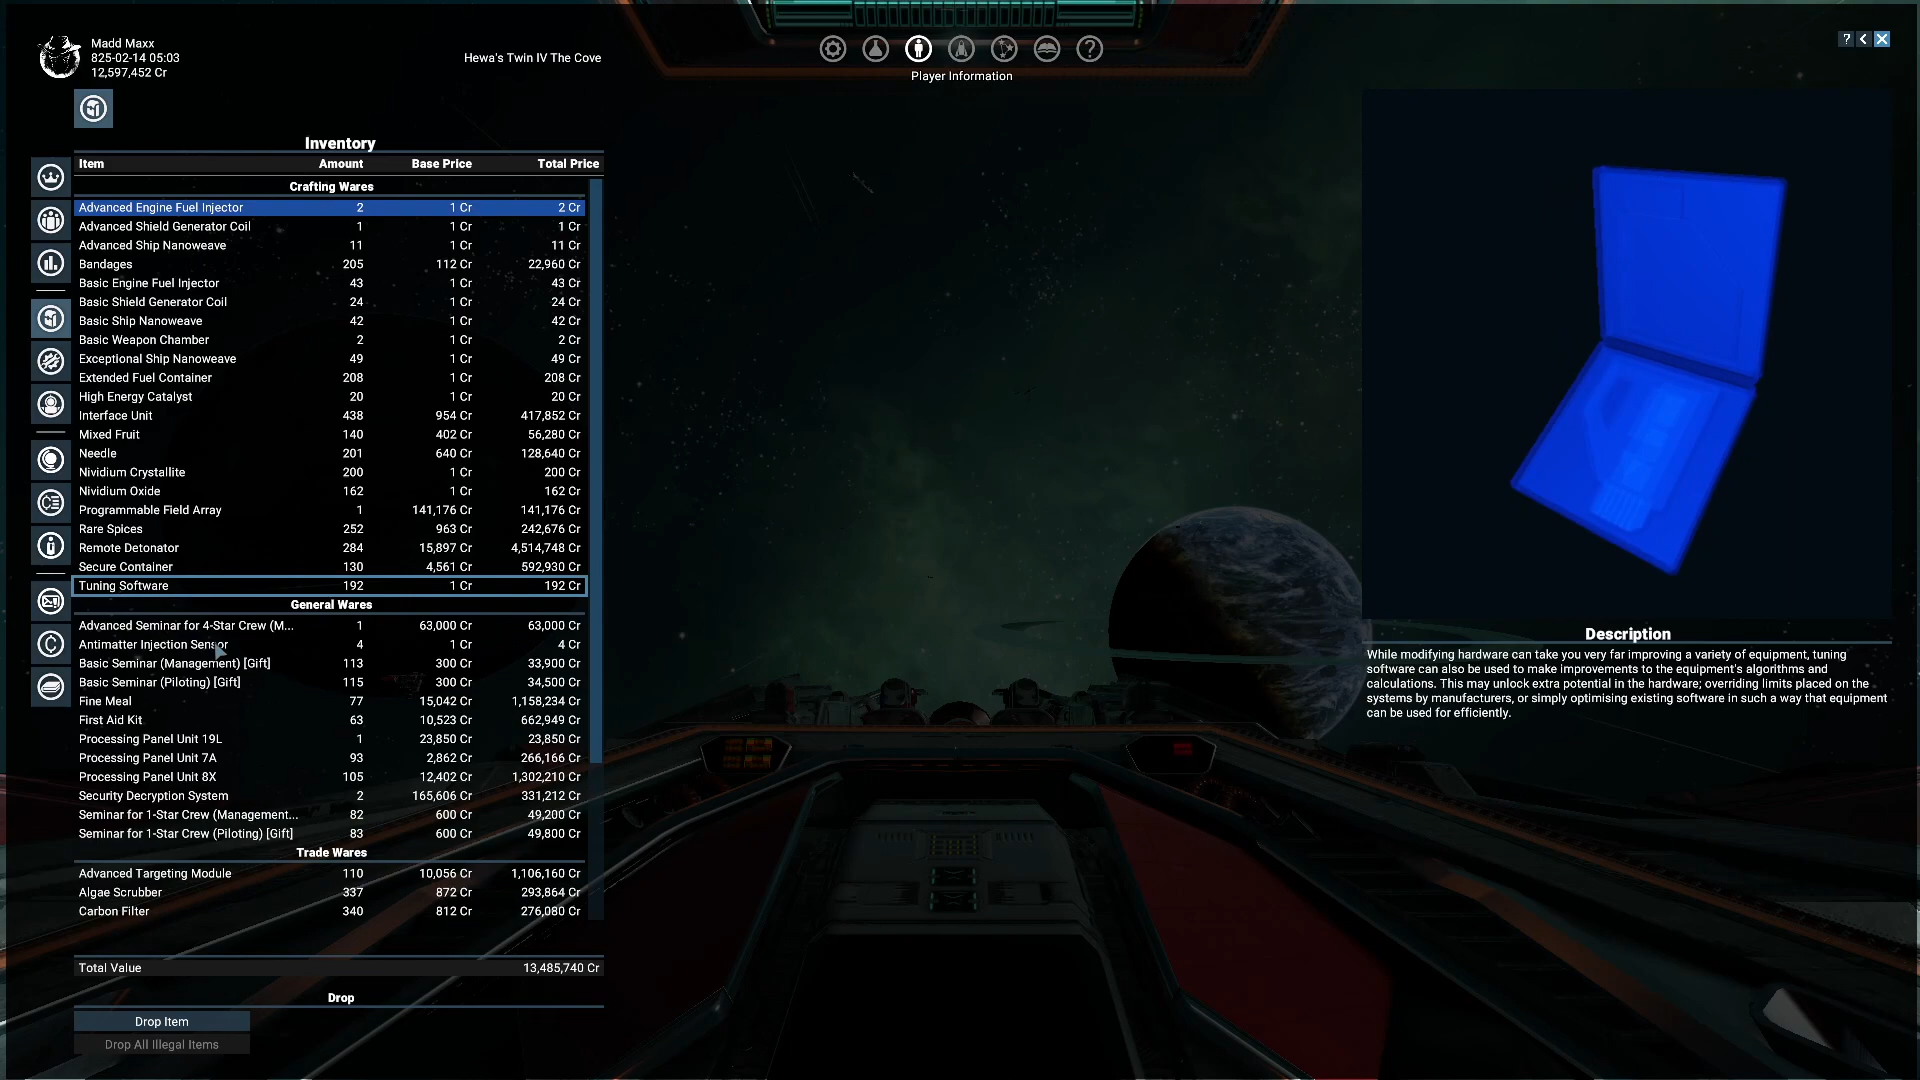 Madd Maxx
825-02-14 05:03
12,597,452 Cr
Hewa's Twin IV The Cove
Player Information
? < X
Inventory
Item Amount Base Price Total Price
Crafting Wares
Advanced Engine Fuel Injector 2 1 Cr 2 Cr
Advanced Shield Generator Coil 1 1 Cr 1 Cr
Advanced Ship Nanoweave 11 1 Cr 11 Cr
Bandages 205 112 Cr 22,960 Cr
Basic Engine Fuel Injector 43 1 Cr 43 Cr
Basic Shield Generator Coil 24 1 Cr 24 Cr
Basic Ship Nanoweave 42 1 Cr 42 Cr
Basic Weapon Chamber 2 1 Cr 2 Cr
Exceptional Ship Nanoweave 49 1 Cr 49 Cr
Extended Fuel Container 208 1 Cr 208 Cr
High Energy Catalyst 20 1 Cr 20 Cr
Interface Unit 438 954 Cr 417,852 Cr
Mixed Fruit 140 402 Cr 56,280 Cr
Needle 201 640 Cr 128,640 Cr
Nividium Crystallite 200 1 Cr 200 Cr
Nividium Oxide 162 1 Cr 162 Cr
Programmable Field Array 1 141,176 Cr 141,176 Cr
Rare Spices 252 963 Cr 242,676 Cr
Remote Detonator 284 15,897 Cr 4,514,748 Cr
Secure Container 130 4,561 Cr 592,930 Cr
Tuning Software 192 1 Cr 192 Cr
General Wares
Advanced Seminar for 4-Star Crew (M... 1 63,000 Cr 63,000 Cr
Antimatter Injection Sensor 4 1 Cr 4 Cr
Basic Seminar (Management) [Gift] 113 300 Cr 33,900 Cr
Basic Seminar (Piloting) [Gift] 115 300 Cr 34,500 Cr
Fine Meal 77 15,042 Cr 1,158,234 Cr
First Aid Kit 63 10,523 Cr 662,949 Cr
Processing Panel Unit 19L 1 23,850 Cr 23,850 Cr
Processing Panel Unit 7A 93 2,862 Cr 266,166 Cr
Processing Panel Unit 8X 105 12,402 Cr 1,302,210 Cr
Security Decryption System 2 165,606 Cr 331,212 Cr
Seminar for 1-Star Crew (Management... 82 600 Cr 49,200 Cr
Seminar for 1-Star Crew (Piloting) [Gift] 83 600 Cr 49,800 Cr
Trade Wares
Advanced Targeting Module 110 10,056 Cr 1,106,160 Cr
Algae Scrubber 337 872 Cr 293,864 Cr
Carbon Filter 340 812 Cr 276,080 Cr
Total Value 13,485,740 Cr
Drop
Drop Item
Drop All Illegal Items
Description
While modifying hardware can take you very far improving a variety of equipment, tuning
software can also be used to make improvements to the equipment's algorithms and
calculations. This may unlock extra potential in the hardware; overriding limits placed on the
systems by manufacturers, or simply optimising existing software in such a way that equipment
can be used for efficiently.